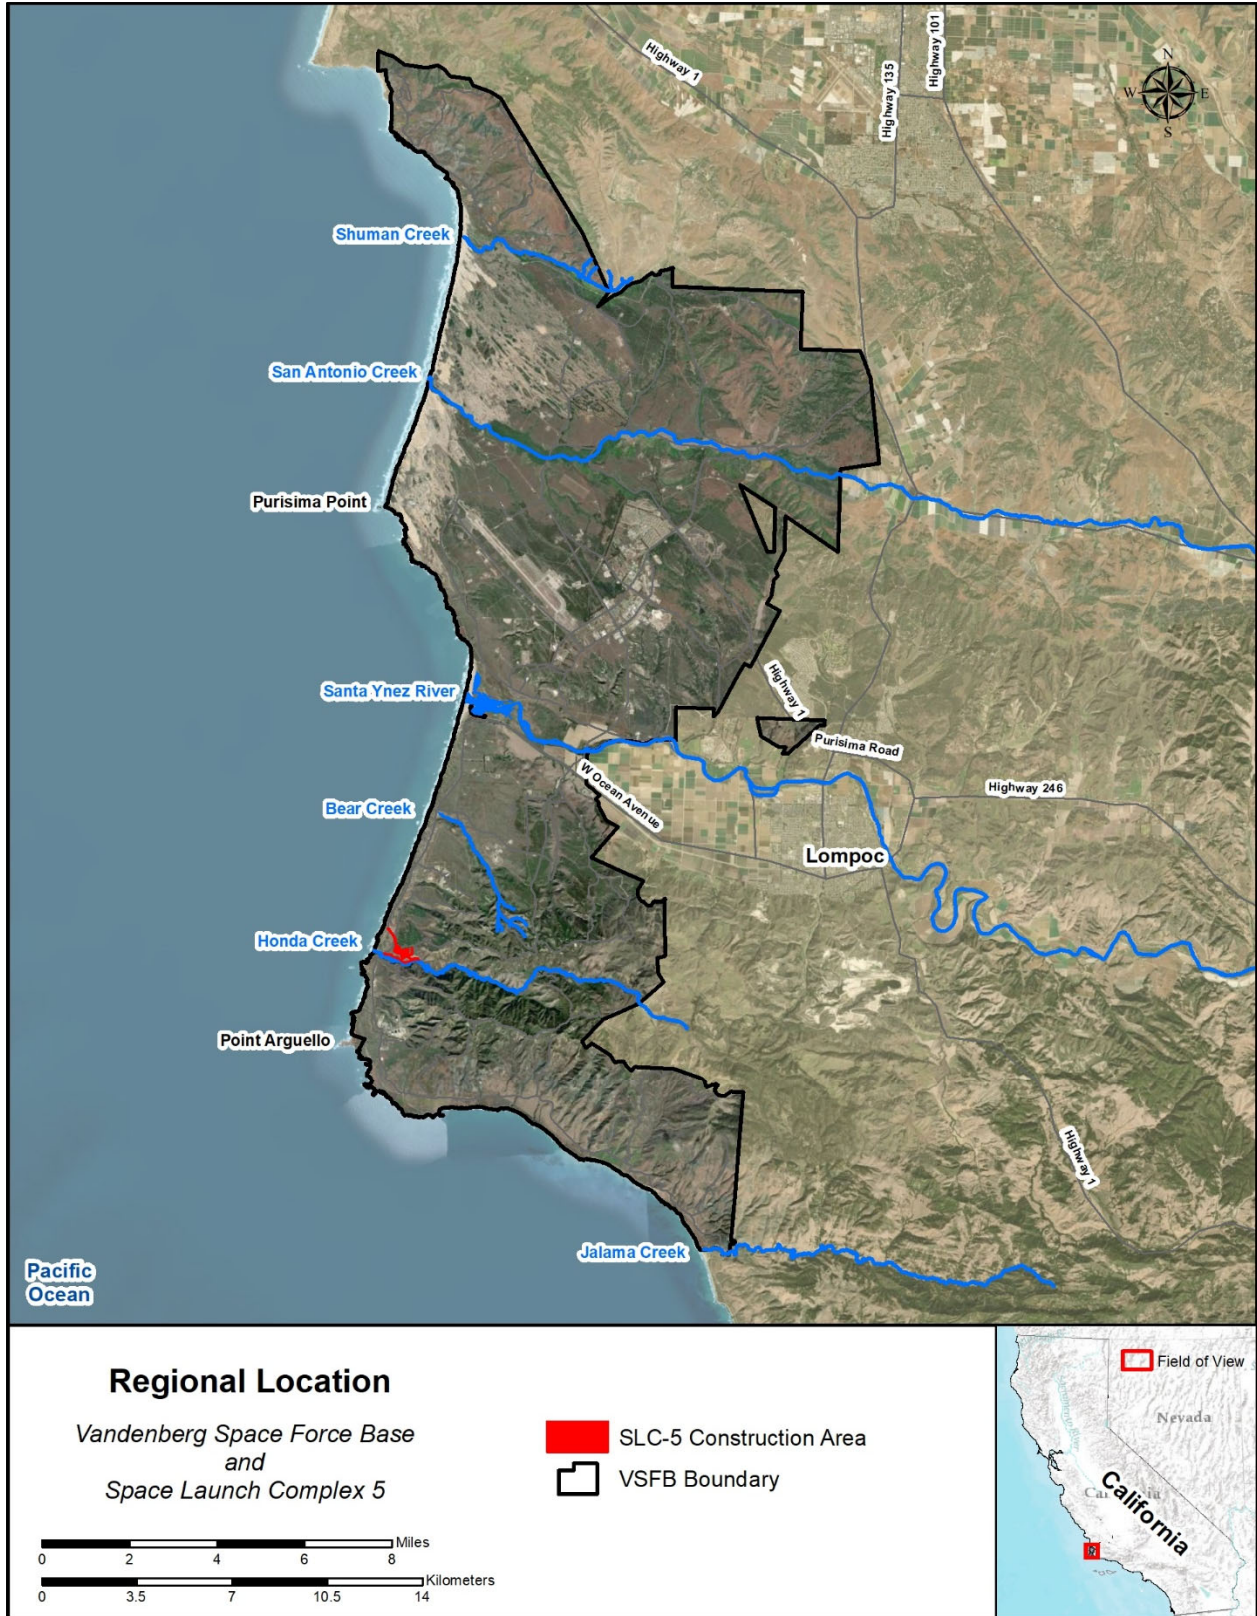 Highway 1
Highway 135
Highway 101
N
W
E
S
Shuman Creek
San Antonio Creek
Purisima Point
Santa Ynez River
Highway 1
Purisima Road
W Ocean Avenue
Highway 246
Bear Creek
Lompoc
Honda Creek
Point Arguello
Highway 1
Jalama Creek
Pacific
Ocean
Regional Location
Vandenberg Space Force Base
and
Space Launch Complex 5
SLC-5 Construction Area
VSFB Boundary
Miles
0
2
4
6
8
Kilometers
0
3.5
7
10.5
14
Field of View
Nevada
California